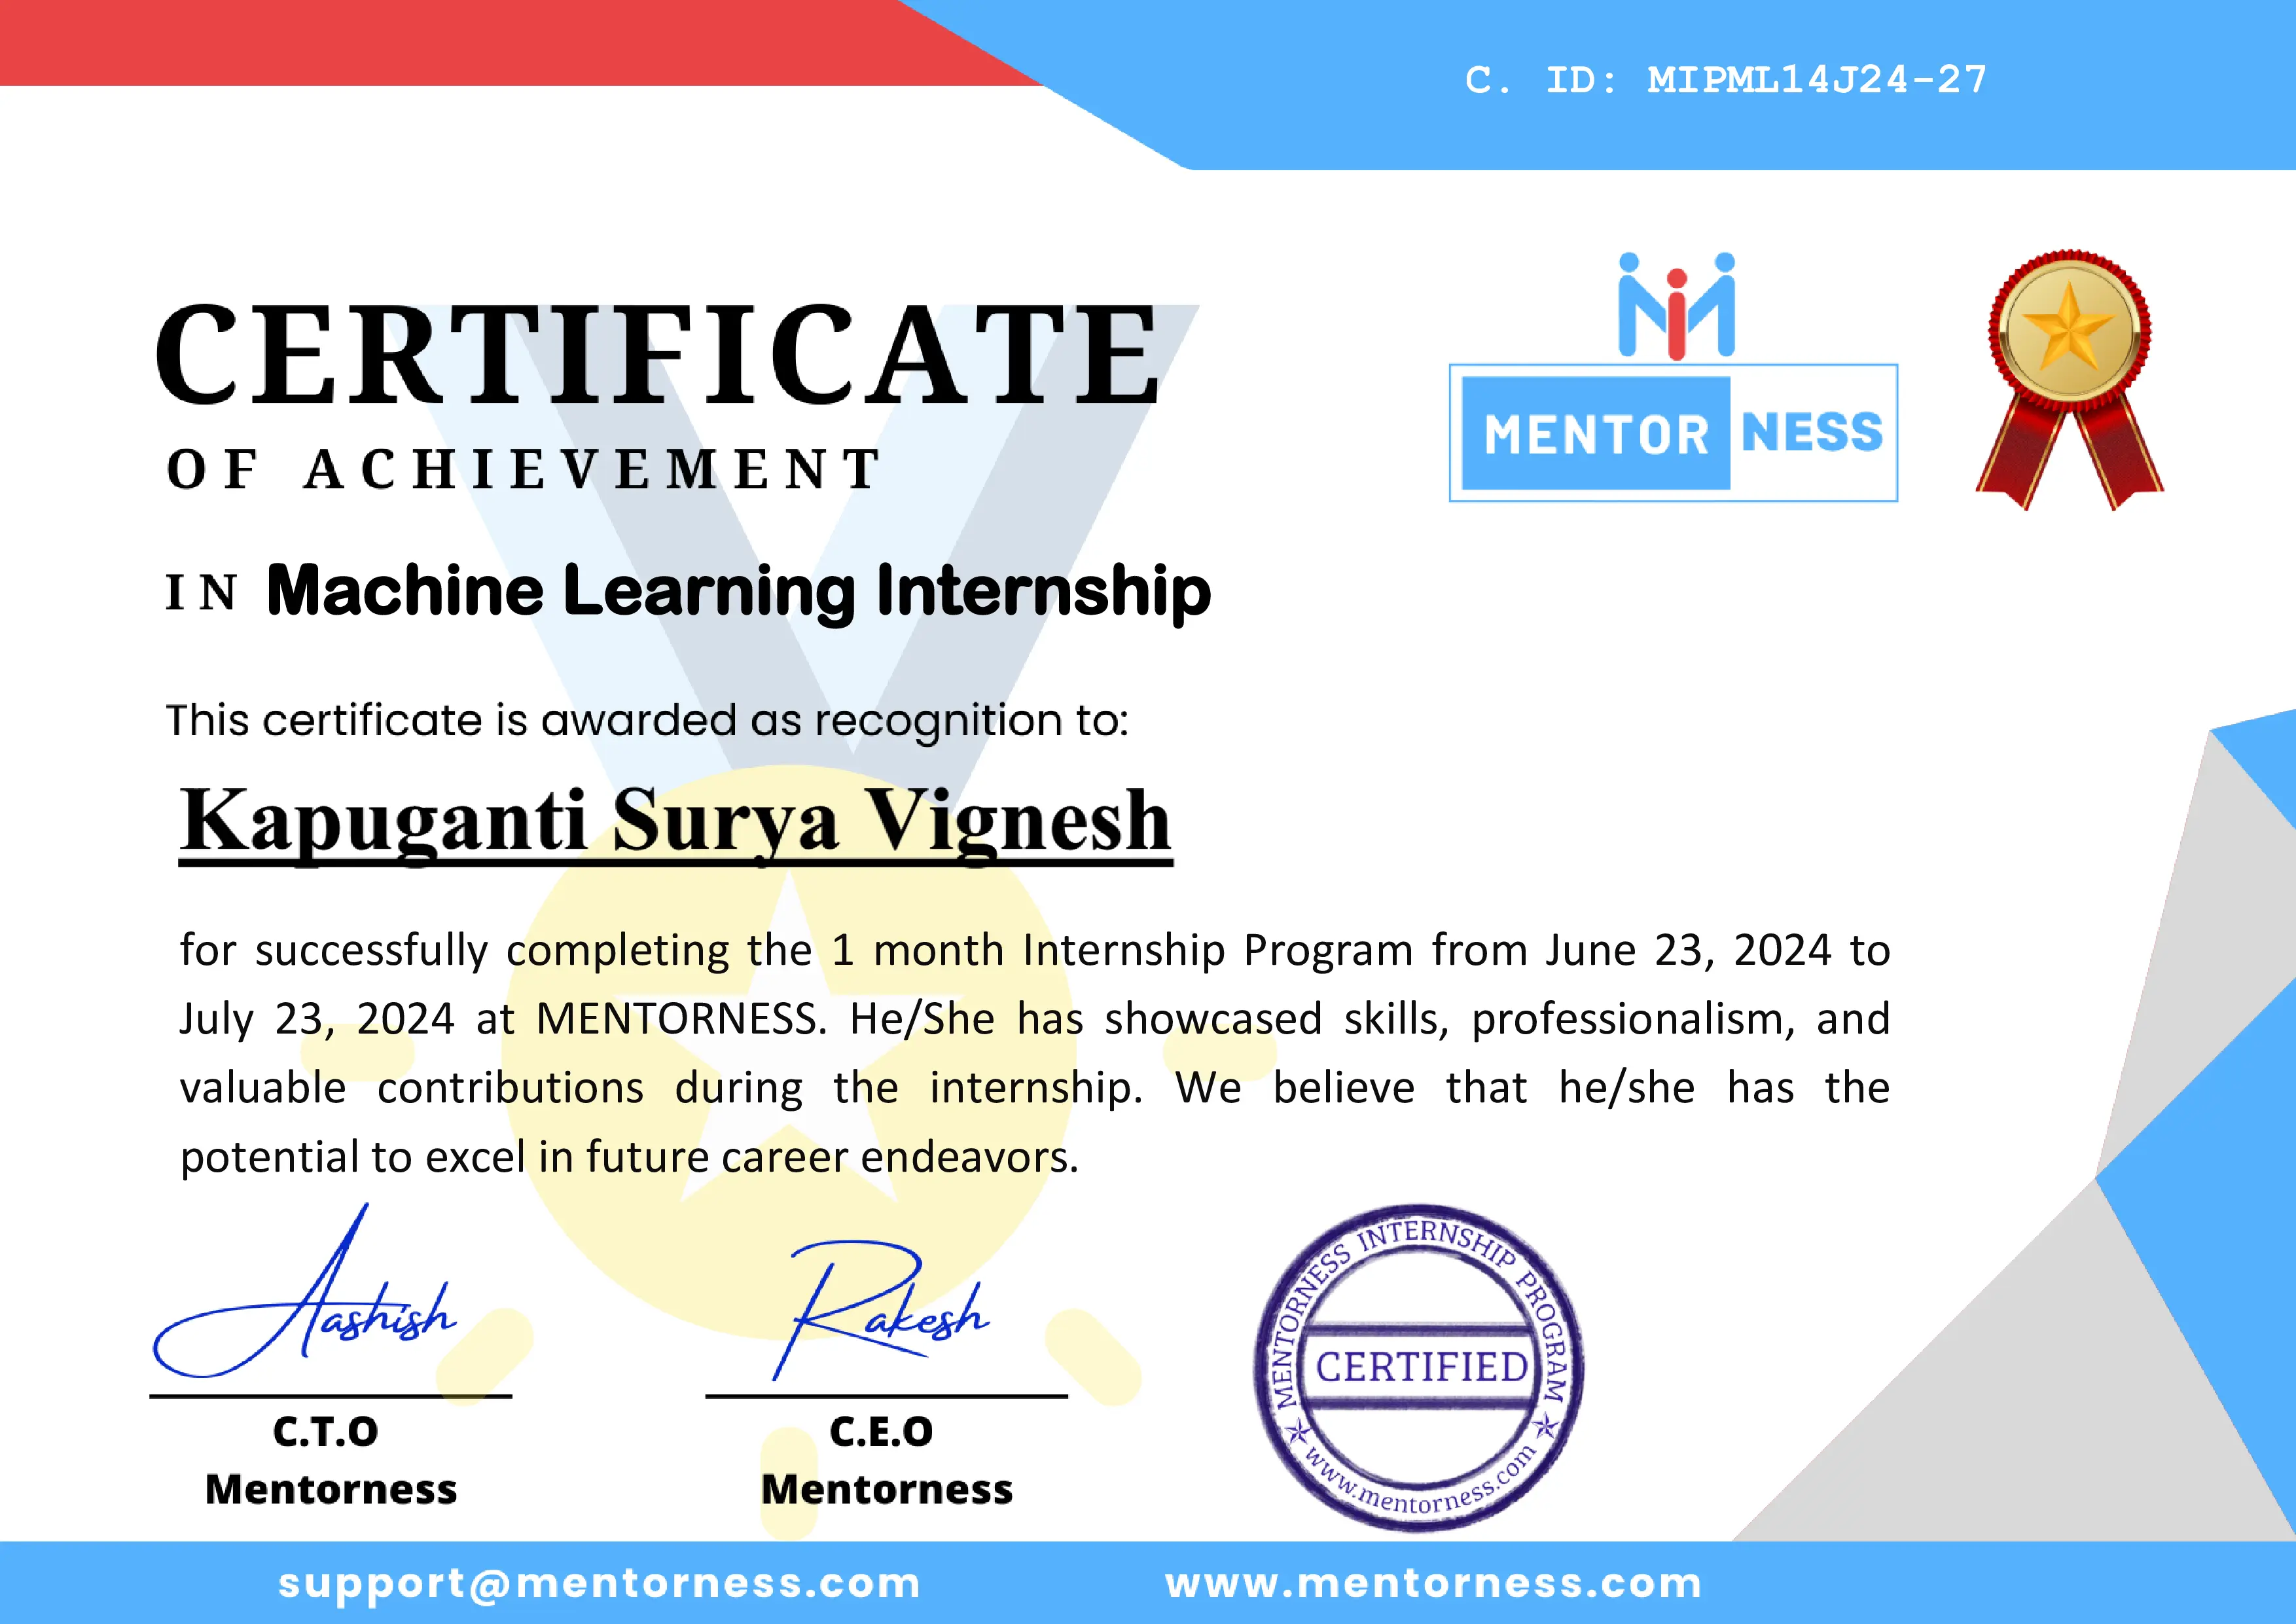 C. ID: MIPML14J24-27
CERTIFICATE
OF ACHIEVEMENT
MENTORNESS
IN Machine Learning Internship
This certificate is awarded as recognition to:
Kapuganti Surya Vignesh
for successfully completing the 1 month Internship Program from June 23, 2024 to
July 23, 2024 at MENTORNESS. He/She has showcased skills, professionalism, and
valuable contributions during the internship. We believe that he/she has the
potential to excel in future career endeavors.
Aashish
C.T.O
Mentorness
Rakesh
C.E.O
Mentorness
MENTORNESS INTERNSHIP PROGRAM
CERTIFIED
www.mentorness.com
support@mentorness.com
www.mentorness.com